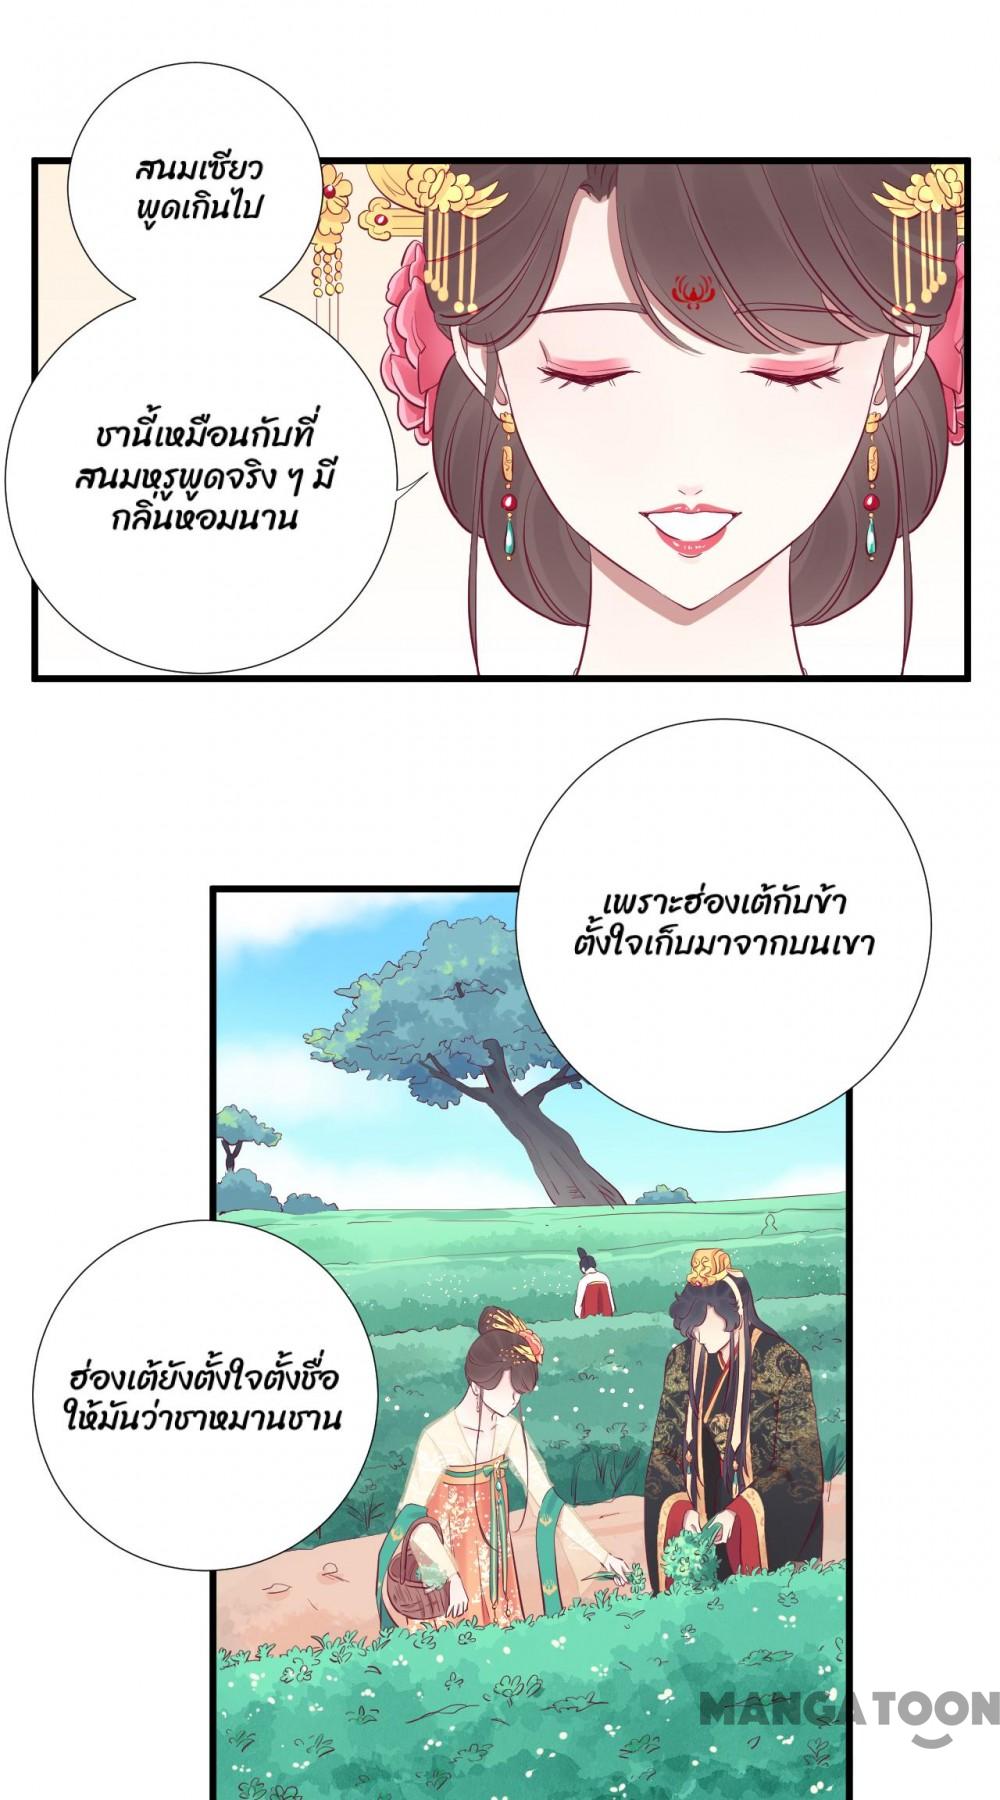 สนมเซียว
พูดเกินไป
ชานี้เหมือนกับที่
สนมหรูพูดจริง ๆ มี
กลิ่นหอมนาน
เพราะฮ่องเต้กับข้า
ตั้งใจเก็บมาจากบนเขา
ฮ่องเต้ยังตั้งใจตั้งชื่อ
ให้มันว่าชาหมานชาน
MANGATOON